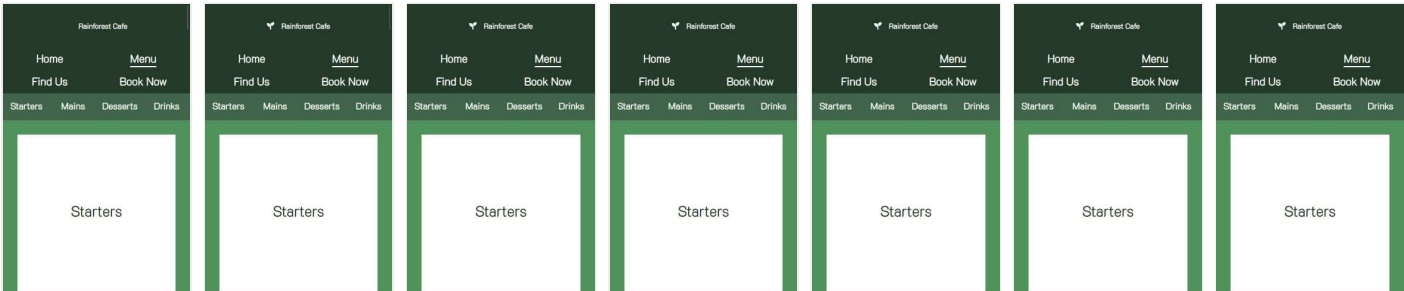 Rainforest Cafe
Home Menu
Find Us Book Now
Starters Mains Desserts Drinks
Starters
Rainforest Cafe
Home Menu
Find Us Book Now
Starters Mains Desserts Drinks
Starters
Rainforest Cafe
Home Menu
Find Us Book Now
Starters Mains Desserts Drinks
Starters
Rainforest Cafe
Home Menu
Find Us Book Now
Starters Mains Desserts Drinks
Starters
Rainforest Cafe
Home Menu
Find Us Book Now
Starters Mains Desserts Drinks
Starters
Rainforest Cafe
Home Menu
Find Us Book Now
Starters Mains Desserts Drinks
Starters
Rainforest Cafe
Home Menu
Find Us Book Now
Starters Mains Desserts Drinks
Starters